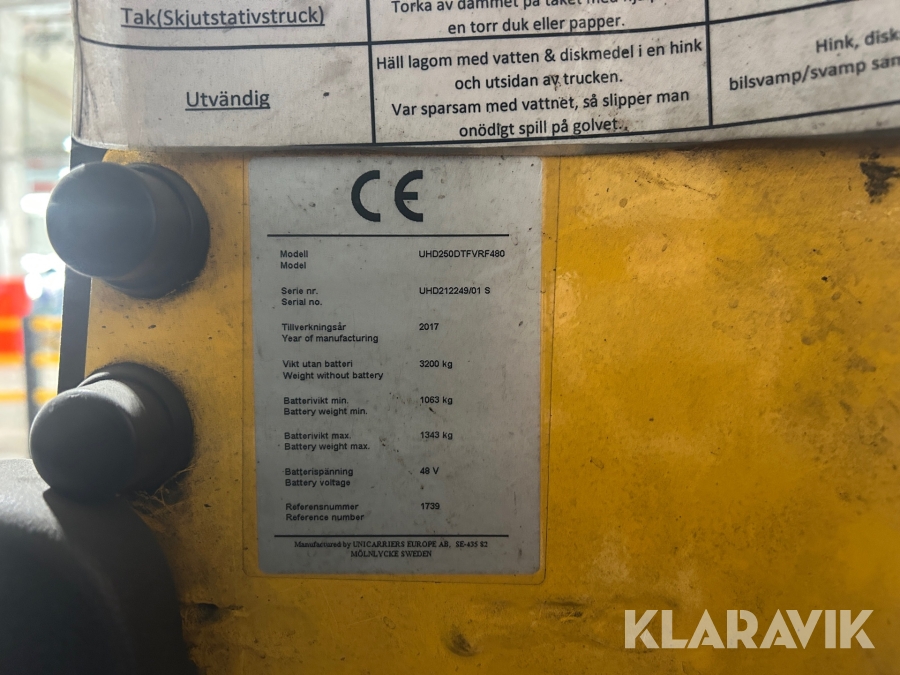 Torka av dammet på taket med
Tak(Skjutstativstruck)
en torr duk eller papper.
Häll lagom med vatten & diskmedel i en hink
och utsidan av trucken.
Var sparsam med vattnet, så slipper man
onödigt spill på golvet.
Utvändig
Hink, disk
bilsvamp/svamp
CE
Modell UHD250DTFVRF480
Model
Serie nr. UHD212249/01 S
Serial no.
Tillverkningsår 2017
Year of manufacturing
Vikt utan batteri 3200 kg
Weight without battery
Batterivikt min. 1063 kg
Battery weight min.
Batterivikt max. 1343 kg
Battery weight max.
Batterispänning 48 V
Battery voltage
Referensnummer 1739
Reference number
Manufactured by UNICARRIERS EUROPE AB, SE-435 S2
MÖLNLYCKE SWEDEN
KLARAVIK